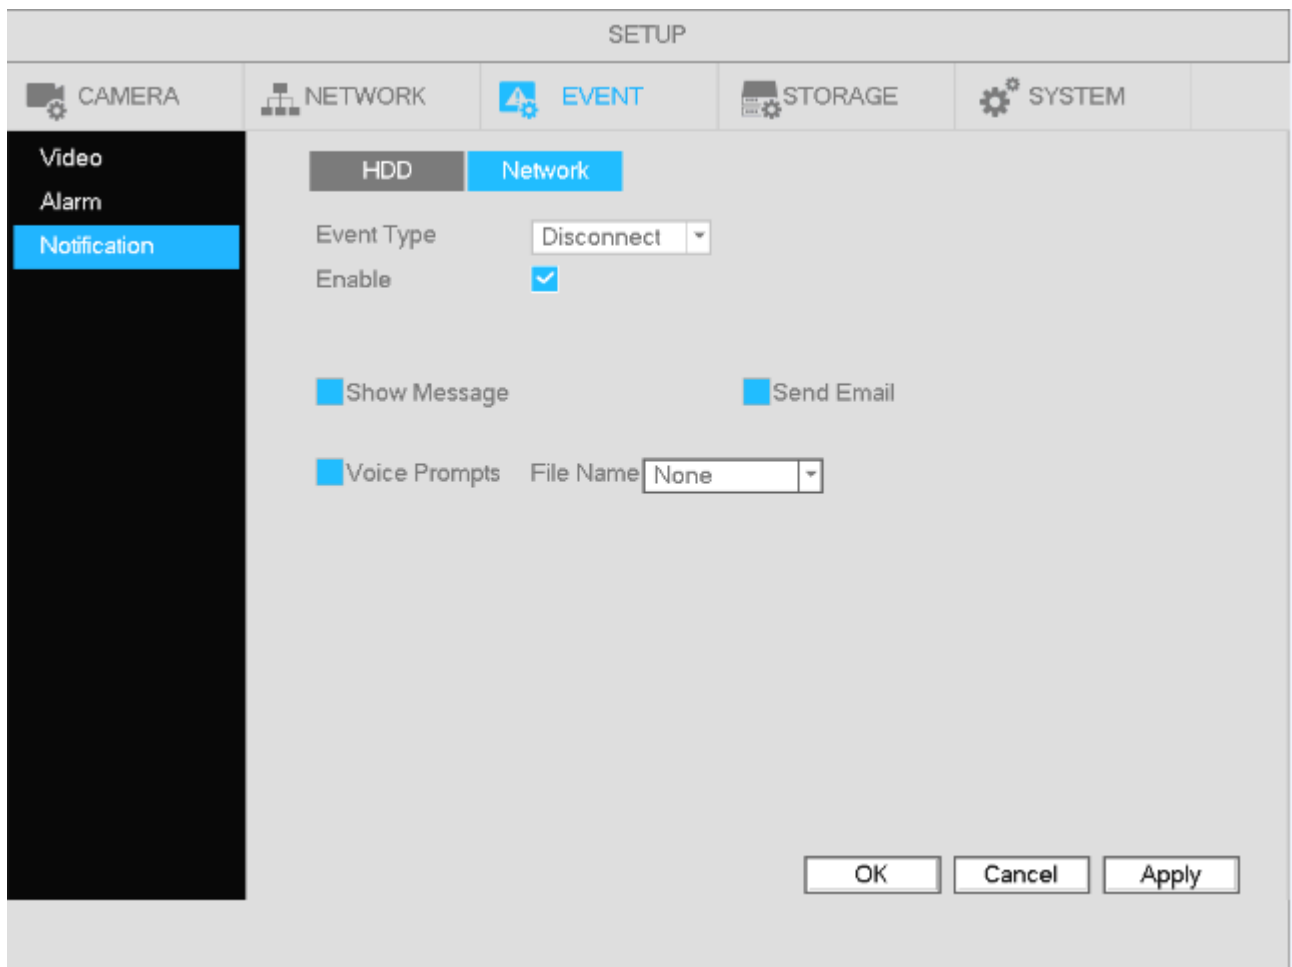 SETUP
CAMERA NETWORK EVENT STORAGE SYSTEM
Video
Alarm
Notification
HDD Network
Event Type Disconnect
Enable
Show Message Send Email
Voice Prompts File Name None
OK Cancel Apply